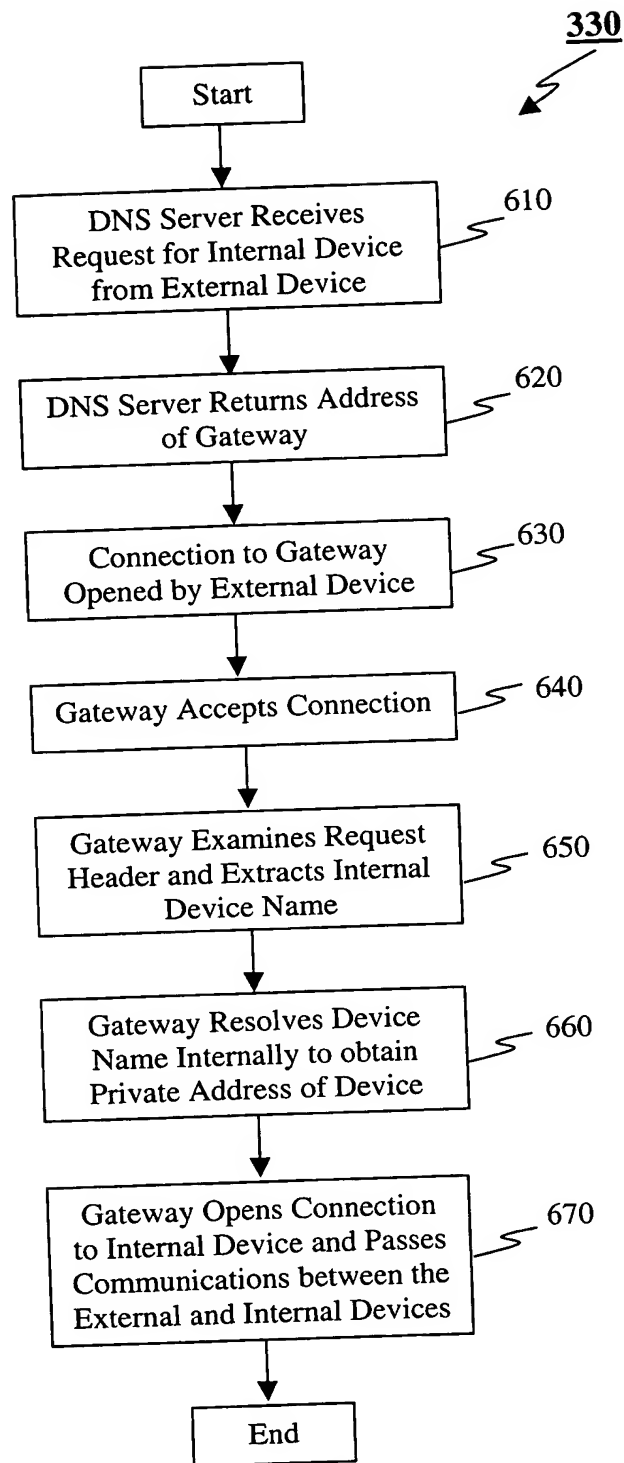 330
Start
DNS Server Receives
Request for Internal Device
from External Device
610
DNS Server Returns Address
of Gateway
620
Connection to Gateway
Opened by External Device
630
Gateway Accepts Connection
640
Gateway Examines Request
Header and Extracts Internal
Device Name
650
Gateway Resolves Device
Name Internally to obtain
Private Address of Device
660
Gateway Opens Connection
to Internal Device and Passes
Communications between the
External and Internal Devices
670
End